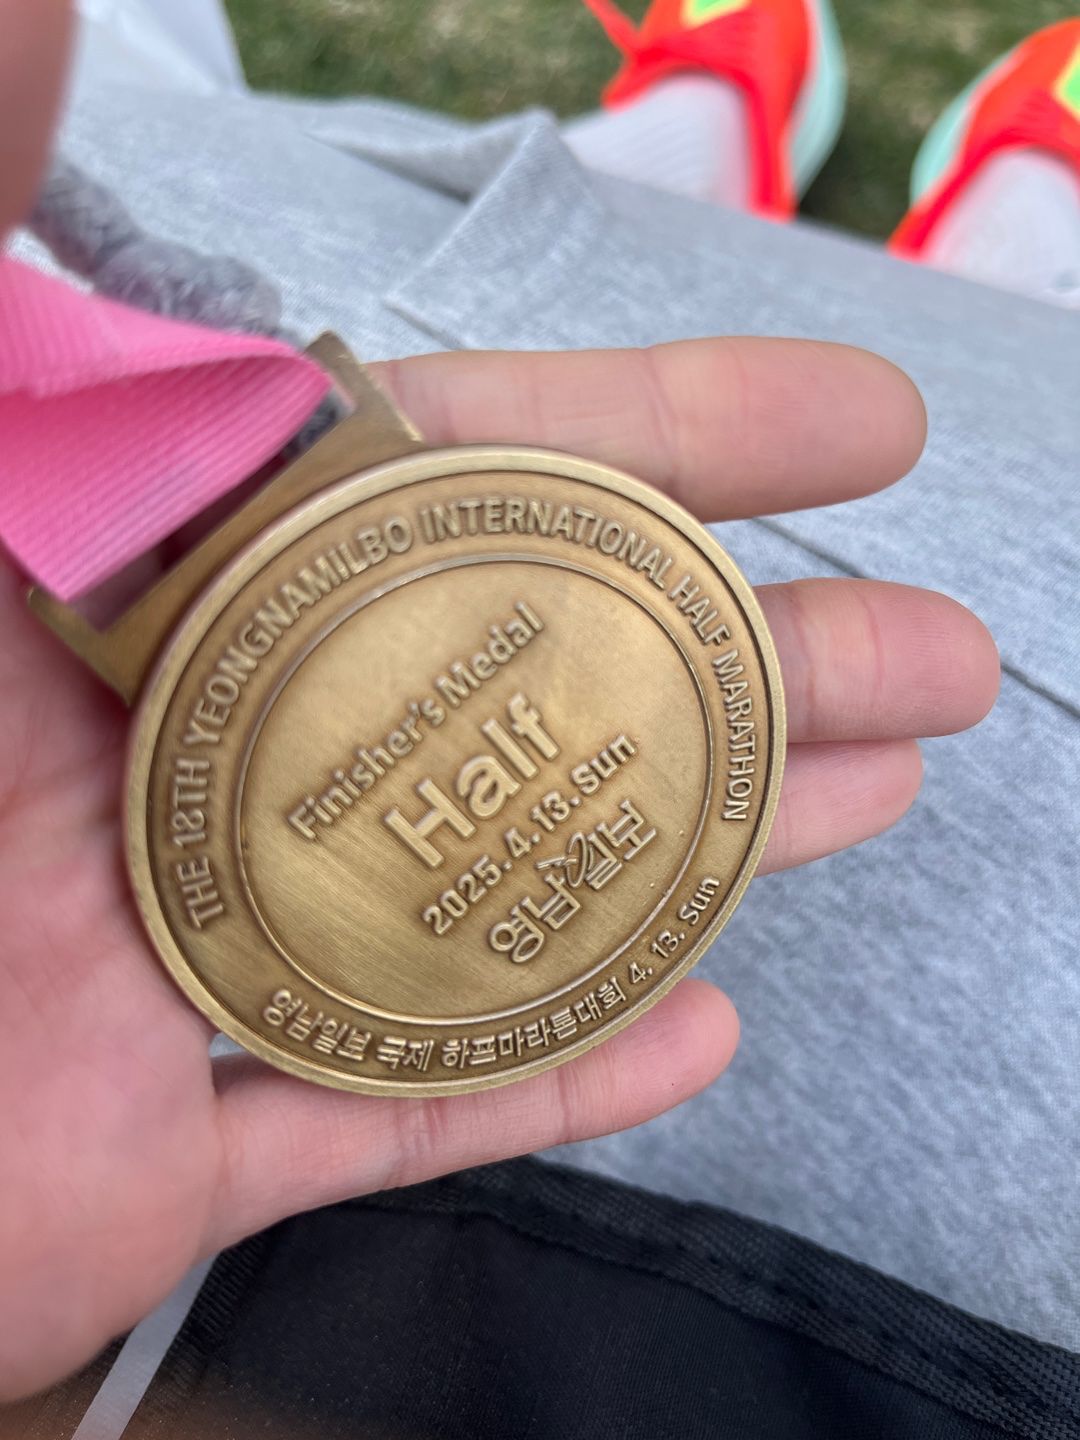 THE 18TH YEONGNAMILBO INTERNATIONAL HALF MARATHON
Finisher's Medal
Half
2025.4.13.Sun
영남일보
영남일보 국제 하프마라톤대회 4. 13. Sun